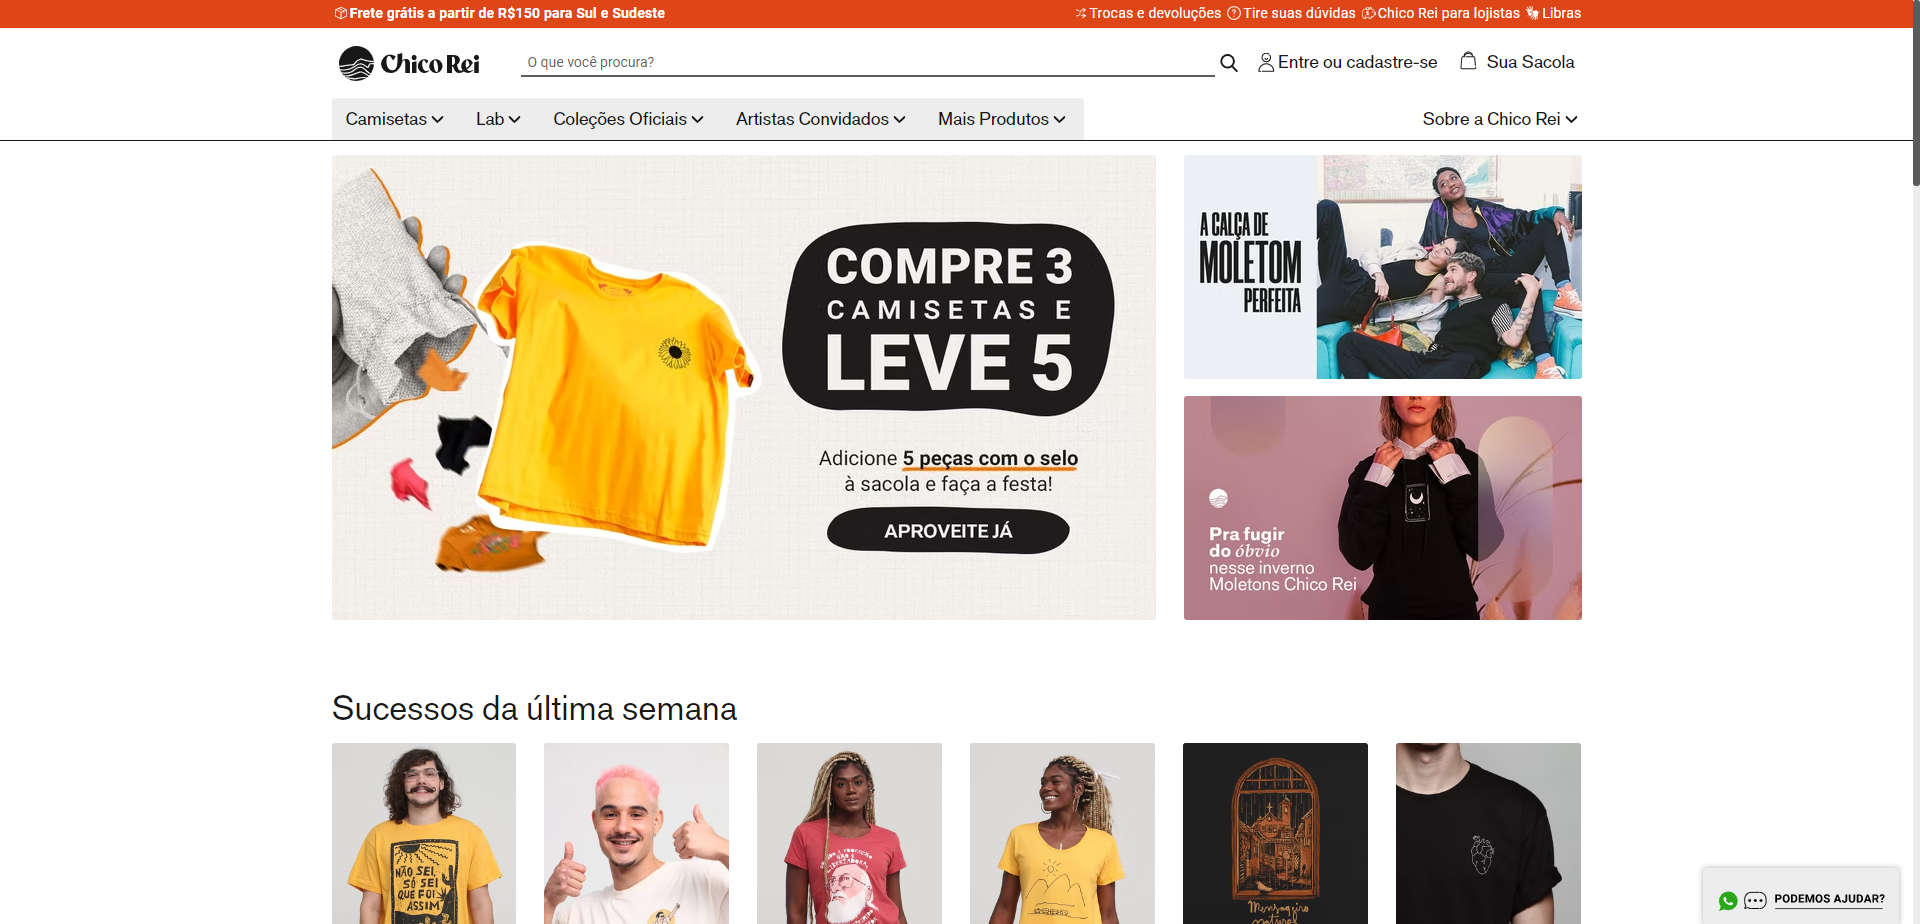 Frete grátis a partir de R$150 para Sul e Sudeste
Trocas e devoluções Tire suas dúvidas Chico Rei para lojistas Libras
Chico Rei
O que você procura?
Entre ou cadastre-se
Sua Sacola
Camisetas Lab Coleções Oficiais Artistas Convidados Mais Produtos
Sobre a Chico Rei
COMPRE 3
CAMISETAS E
LEVE 5
Adicione 5 peças com o selo
à sacola e faça a festa!
APROVEITE JÁ
A CALÇA DE
MOLETOM
PERFEITA
Pra fugir
do óbvio
nesse inverno
Moletons Chico Rei
Sucessos da última semana
NÃO SEI,
SÓ SEI
QUE FOI
ASSIM
NÃO É
LIBERTADORA
Mensageiro
natural
PODEMOS AJUDAR?